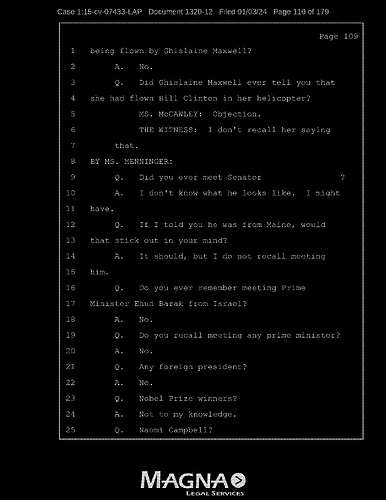 Case 1:15-cv-07433-LAP Document 1320-12 Filed 01/03/24 Page 110 of 179
Page 109
1 being flown by Ghislaine Maxwell?
2 A. No.
3 Q. Did Ghislaine Maxwell ever tell you that
4 she had flown Bill Clinton in her helicopter?
5 MS. McCAWLEY: Objection.
6 THE WITNESS: I don't recall her saying
7 that.
8 BY MS. MENNINGER:
9 Q. Did you ever meet Senator ?
10 A. I don't know what he looks like. I might
11 have.
12 Q. If I told you he was from Maine, would
13 that stick out in your mind?
14 A. It should, but I do not recall meeting
15 him.
16 Q. Do you ever remember meeting Prime
17 Minister Ehud Barak from Israel?
18 A. No.
19 Q. Do you recall meeting any prime minister?
20 A. No.
21 Q. Any foreign president?
22 A. No.
23 Q. Nobel Prize winners?
24 A. Not to my knowledge.
25 Q. Naomi Campbell?
MAGNA
LEGAL SERVICES